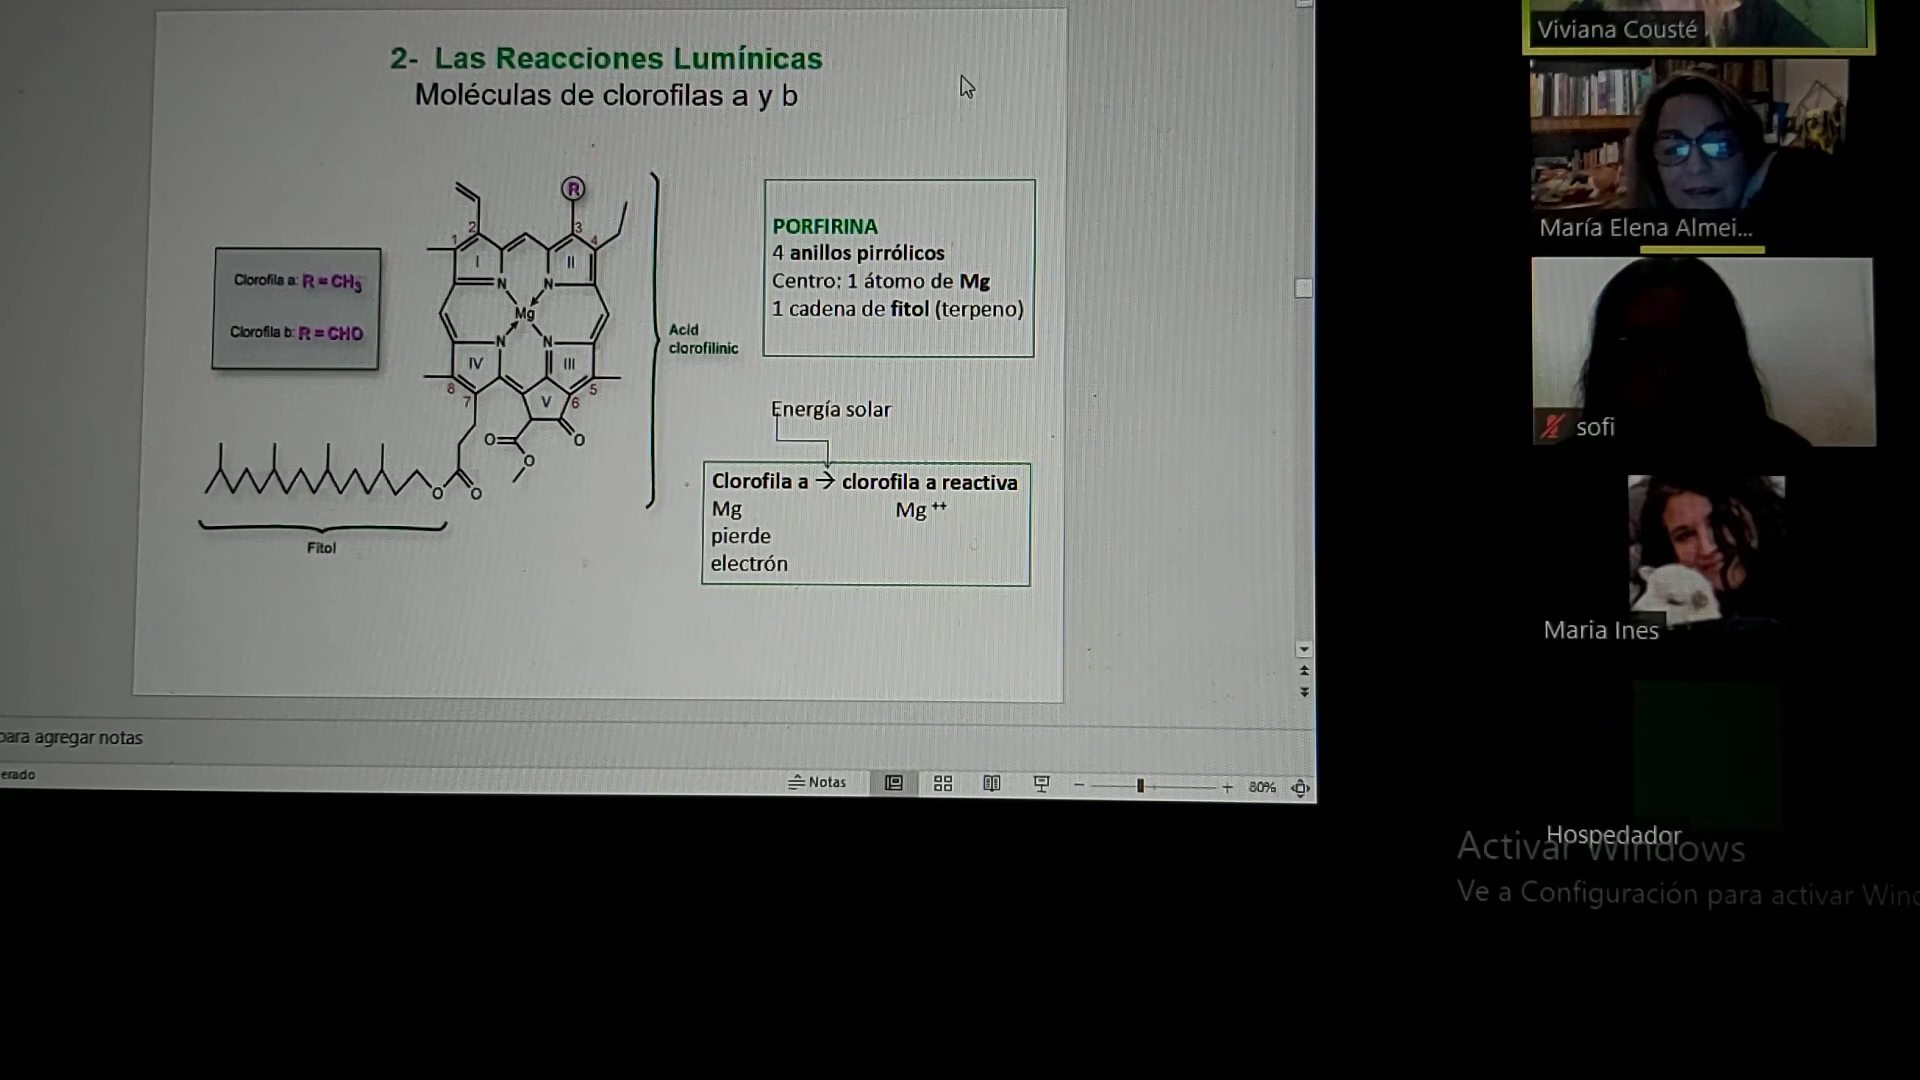 2- Las Reacciones Lumínicas
Moléculas de clorofilas a y b
Clorofila a: R = CH3
Clorofila b: R = CHO
R
1
2
3
4
I
II
N
N
Mg
N
N
IV
III
V
8
7
6
5
O
O
O
O
O
Fitol
Acid
clorofilinic
PORFIRINA
4 anillos pirrólicos
Centro: 1 átomo de Mg
1 cadena de fitol (terpeno)
Energía solar
Clorofila a → clorofila a reactiva
Mg Mg ++
pierde
electrón
para agregar notas
erado
Notas
80%
Viviana Cousté
María Elena Almei...
sofi
Maria Ines
Hospedador
Activar Windows
Ve a Configuración para activar Winc